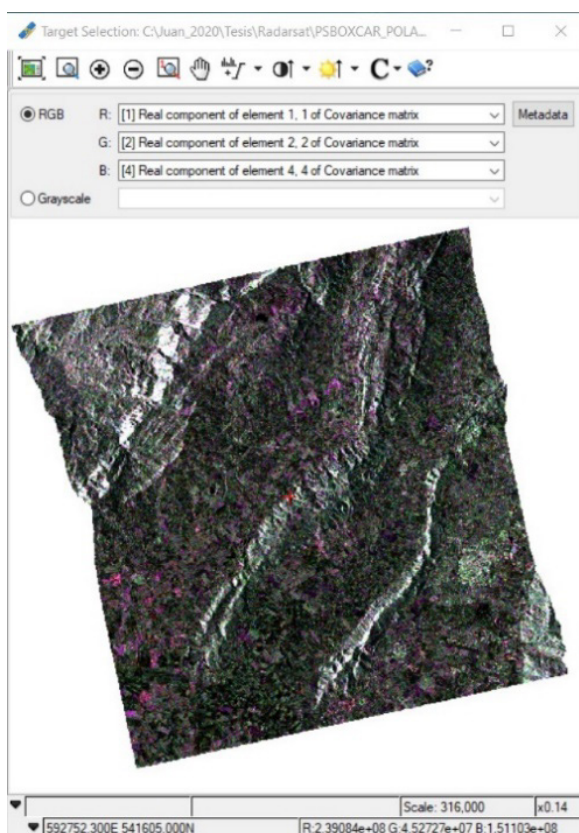 Target Selection: C:\Juan_2020\Tesis\Radarsat\PSBOXCAR_POLA...
RGB R: [1] Real component of element 1, 1 of Covariance matrix Metadata
G: [2] Real component of element 2, 2 of Covariance matrix
B: [4] Real component of element 4, 4 of Covariance matrix
Grayscale
Scale: 316,000 x0.14
592752.300E 541605.000N R:2.39084e+08 G:4.52727e+07 B:1.51103e+08